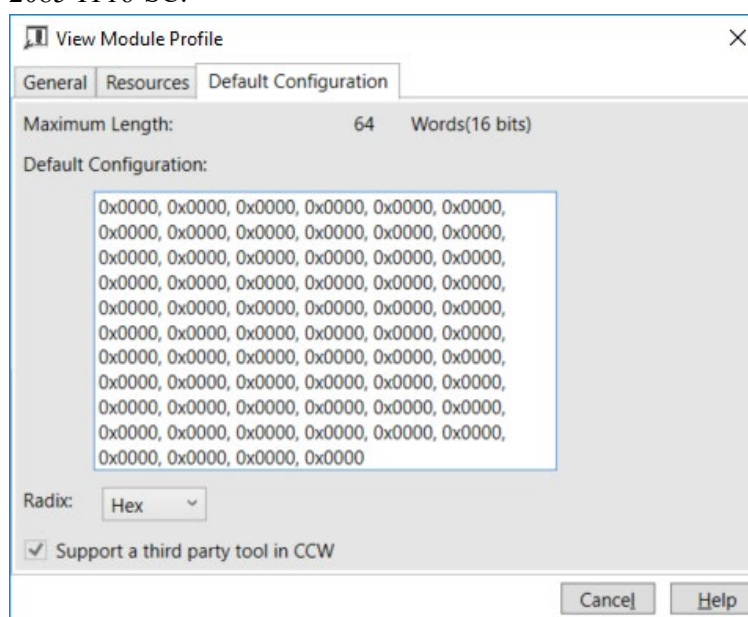 2085-1F16-SC.
View Module Profile
General Resources Default Configuration
Maximum Length: 64 Words(16 bits)
Default Configuration:
0x0000, 0x0000, 0x0000, 0x0000, 0x0000, 0x0000,
0x0000, 0x0000, 0x0000, 0x0000, 0x0000, 0x0000,
0x0000, 0x0000, 0x0000, 0x0000, 0x0000, 0x0000,
0x0000, 0x0000, 0x0000, 0x0000, 0x0000, 0x0000,
0x0000, 0x0000, 0x0000, 0x0000, 0x0000, 0x0000,
0x0000, 0x0000, 0x0000, 0x0000, 0x0000, 0x0000,
0x0000, 0x0000, 0x0000, 0x0000, 0x0000, 0x0000,
0x0000, 0x0000, 0x0000, 0x0000, 0x0000, 0x0000,
0x0000, 0x0000, 0x0000, 0x0000, 0x0000, 0x0000,
0x0000, 0x0000, 0x0000, 0x0000, 0x0000, 0x0000,
0x0000, 0x0000, 0x0000, 0x0000
Radix: Hex
Support a third party tool in CCW
Cancel Help